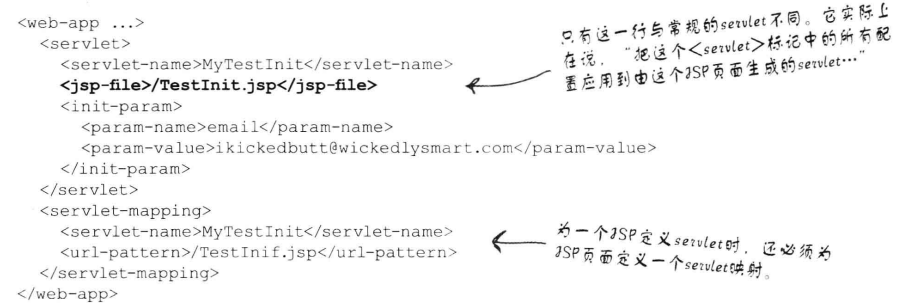 <web-app ...>
<servlet>
<servlet-name>MyTestInit</servlet-name>
<jsp-file>/TestInit.jsp</jsp-file>
<init-param>
<param-name>email</param-name>
<param-value>ikickedbutt@wickedlysmart.com</param-value>
</init-param>
</servlet>
<servlet-mapping>
<servlet-name>MyTestInit</servlet-name>
<url-pattern>/TestInif.jsp</url-pattern>
</servlet-mapping>
</web-app>
只有这一行与常规的servlet不同。它实际上
在说，“把这个<servlet>标记中的所有配
置应用到由这个JSP页面生成的servlet…”
为一个JSP定义servlet时，还必须为
JSP页面定义一个servlet映射。